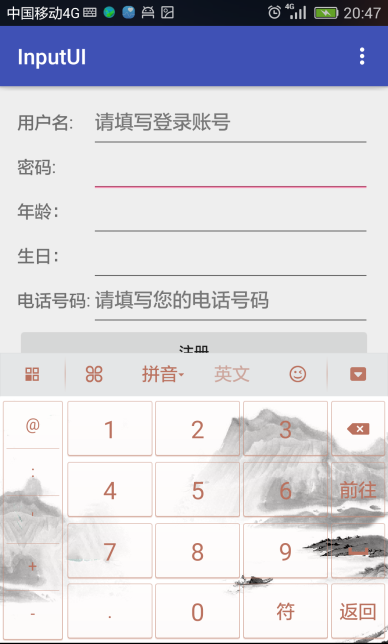 中国移动4G 4G 20:47
InputUI
用户名: 请填写登录账号
密码:
年龄:
生日:
电话号码: 请填写您的电话号码
注册
拼音 英文
@ 1 2 3
: 4 5 6 前往
' 7 8 9
+
- . 0 符 返回